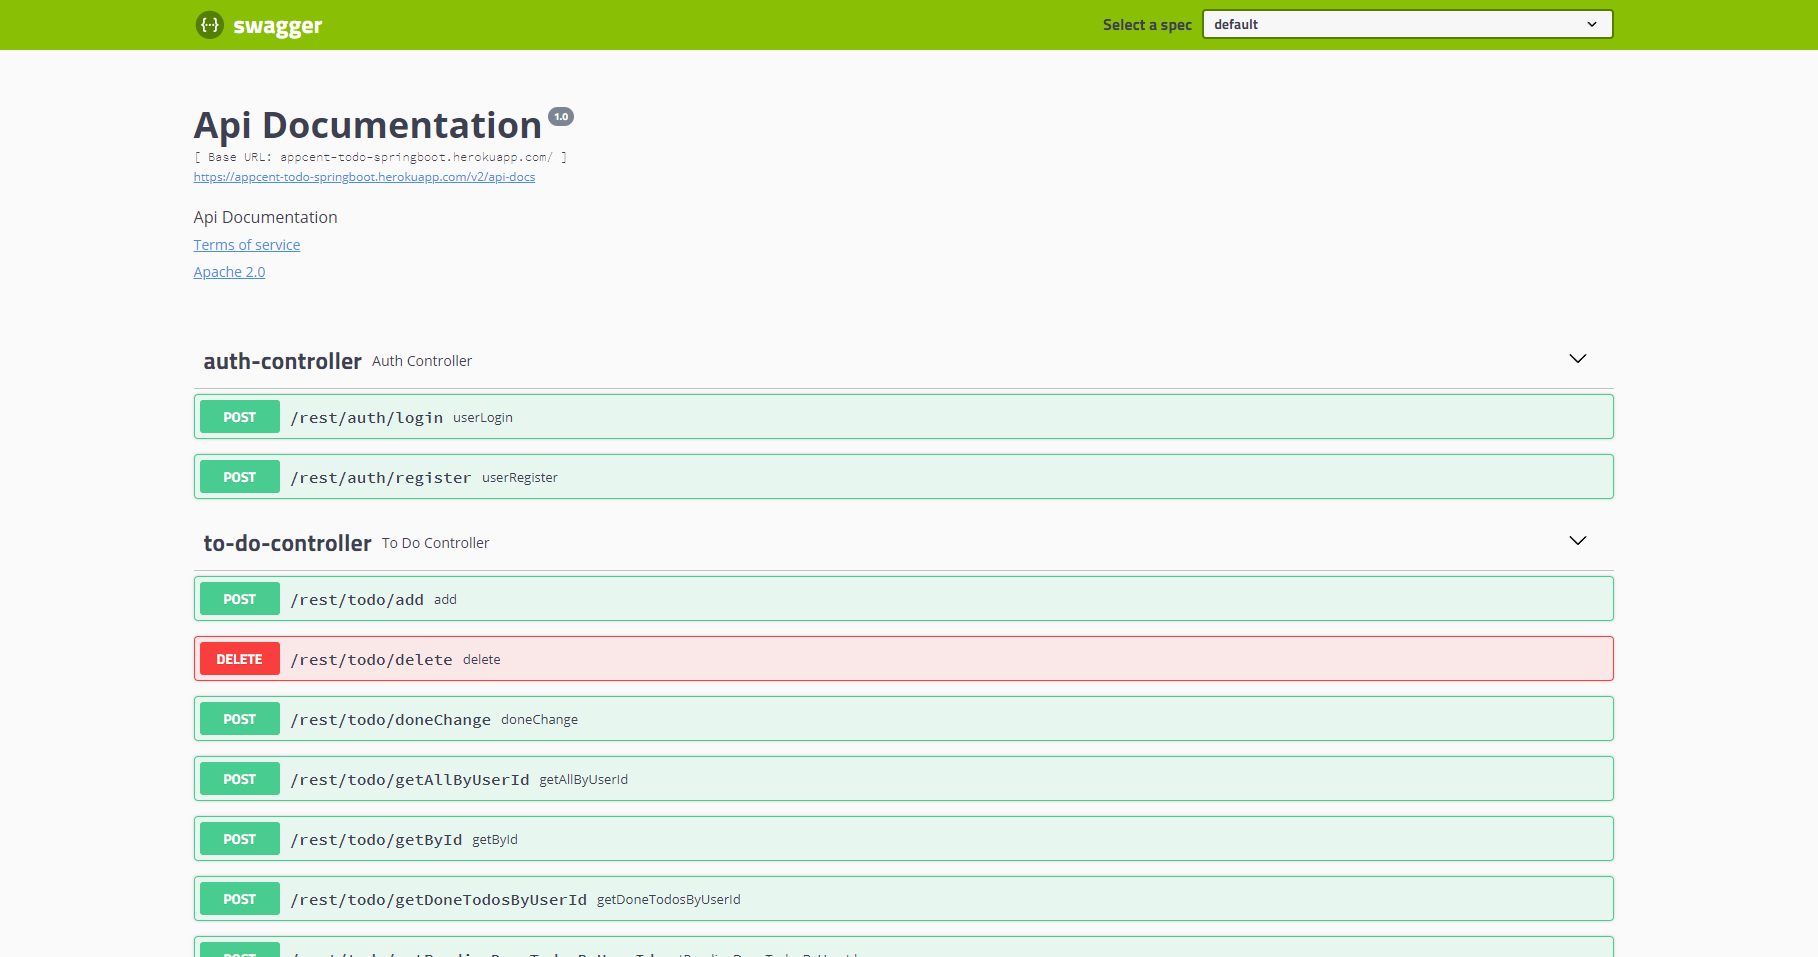 swagger
Select a spec default
Api Documentation 1.0
[ Base URL: appcent-todo-springboot.herokuapp.com/ ]
https://appcent-todo-springboot.herokuapp.com/v2/api-docs
Api Documentation
Terms of service
Apache 2.0
auth-controller Auth Controller
POST /rest/auth/login userLogin
POST /rest/auth/register userRegister
to-do-controller To Do Controller
POST /rest/todo/add add
DELETE /rest/todo/delete delete
POST /rest/todo/doneChange doneChange
POST /rest/todo/getAllByUserId getAllByUserId
POST /rest/todo/getById getById
POST /rest/todo/getDoneTodosByUserId getDoneTodosByUserId
POST